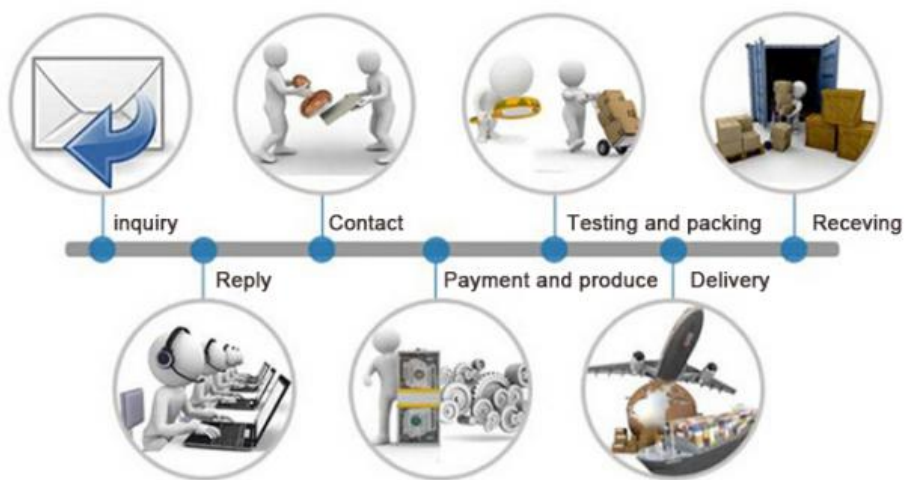 inquiry
Contact
Testing and packing
Receving
Reply
Payment and produce
Delivery